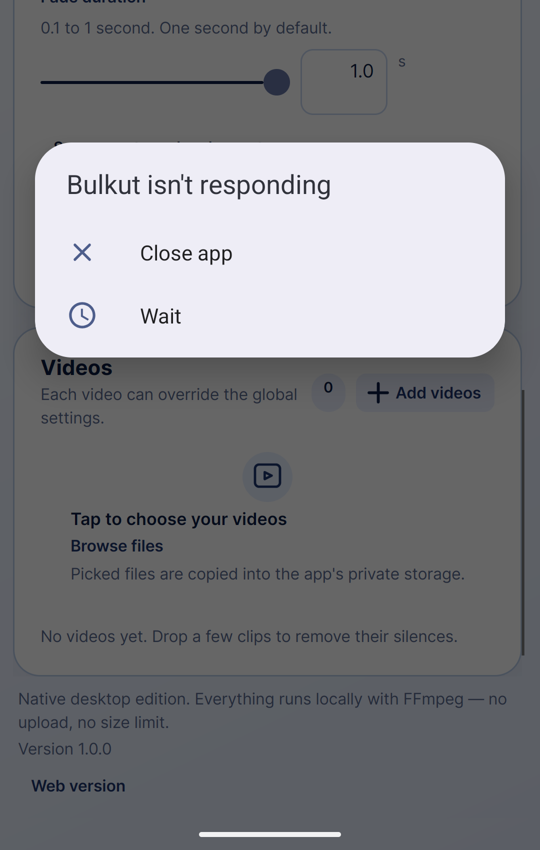 0.1 to 1 second. One second by default.
1.0
s
Bulkut isn't responding
Close app
Wait
Videos
Each video can override the global
settings.
0
Add videos
Tap to choose your videos
Browse files
Picked files are copied into the app's private storage.
No videos yet. Drop a few clips to remove their silences.
Native desktop edition. Everything runs locally with FFmpeg — no
upload, no size limit.
Version 1.0.0
Web version